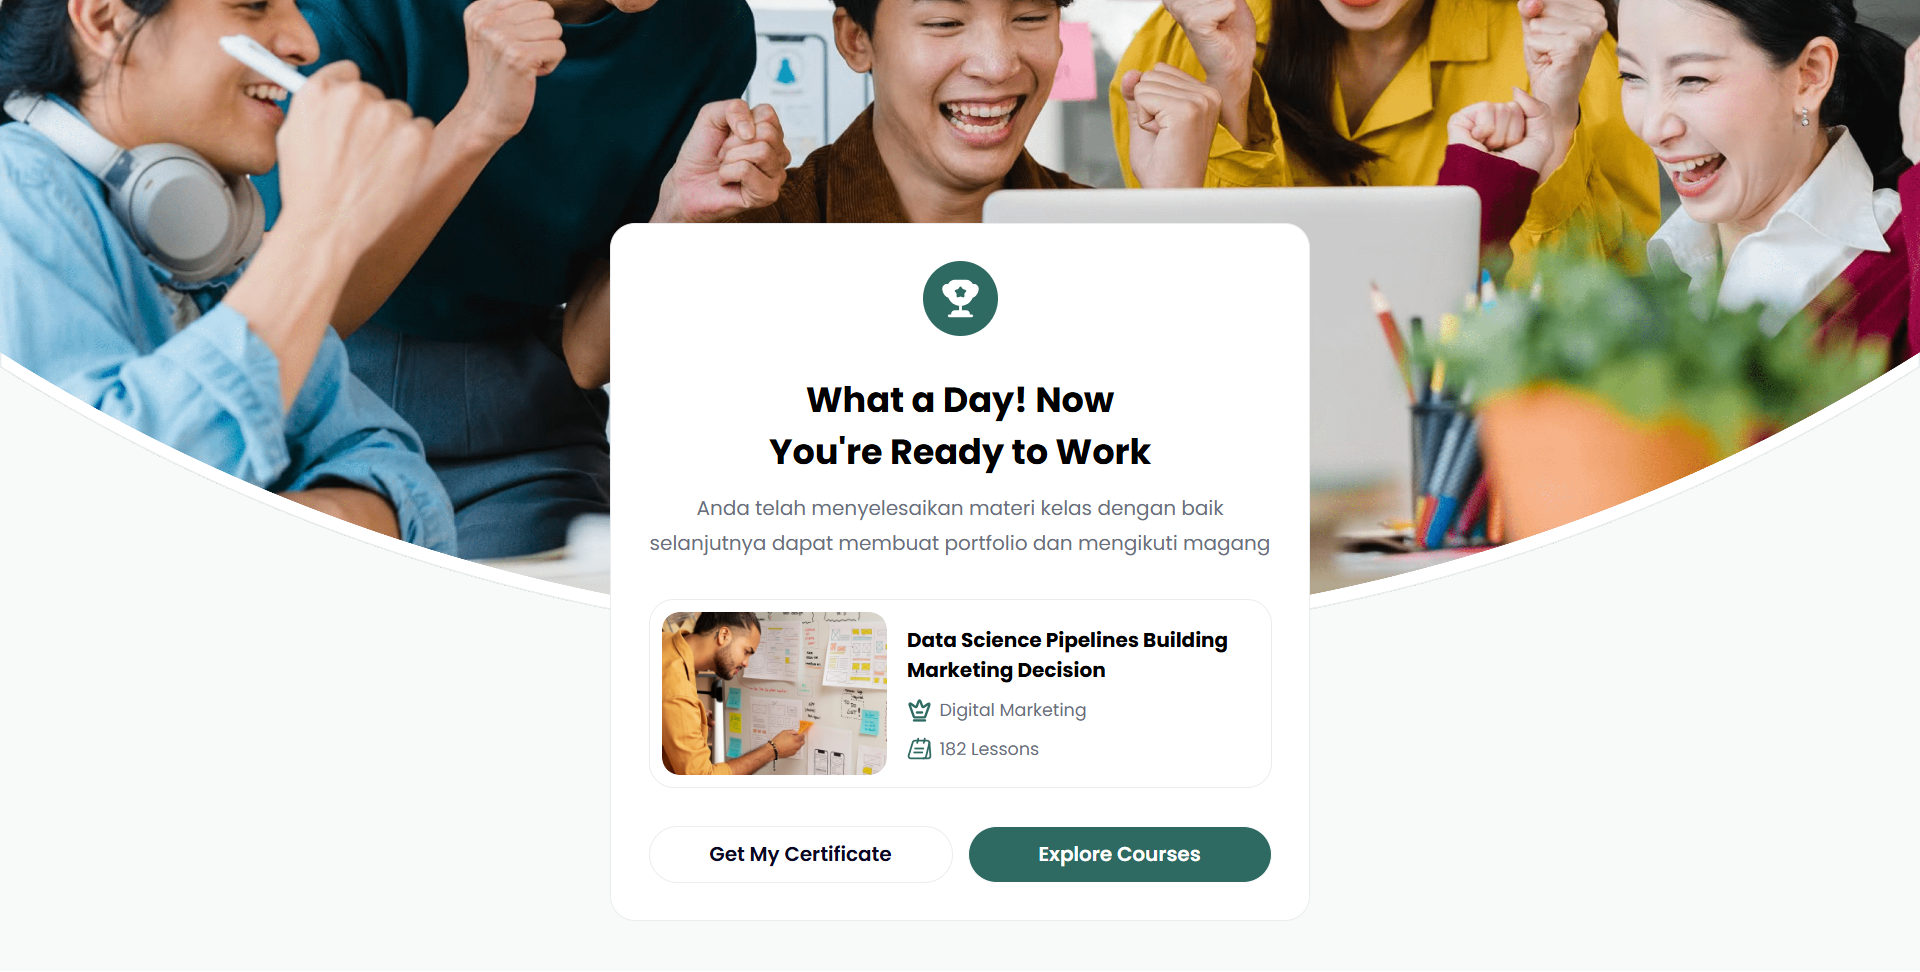 What a Day! Now
You're Ready to Work
Anda telah menyelesaikan materi kelas dengan baik
selanjutnya dapat membuat portfolio dan mengikuti magang
Data Science Pipelines Building
Marketing Decision
Digital Marketing
182 Lessons
Get My Certificate
Explore Courses